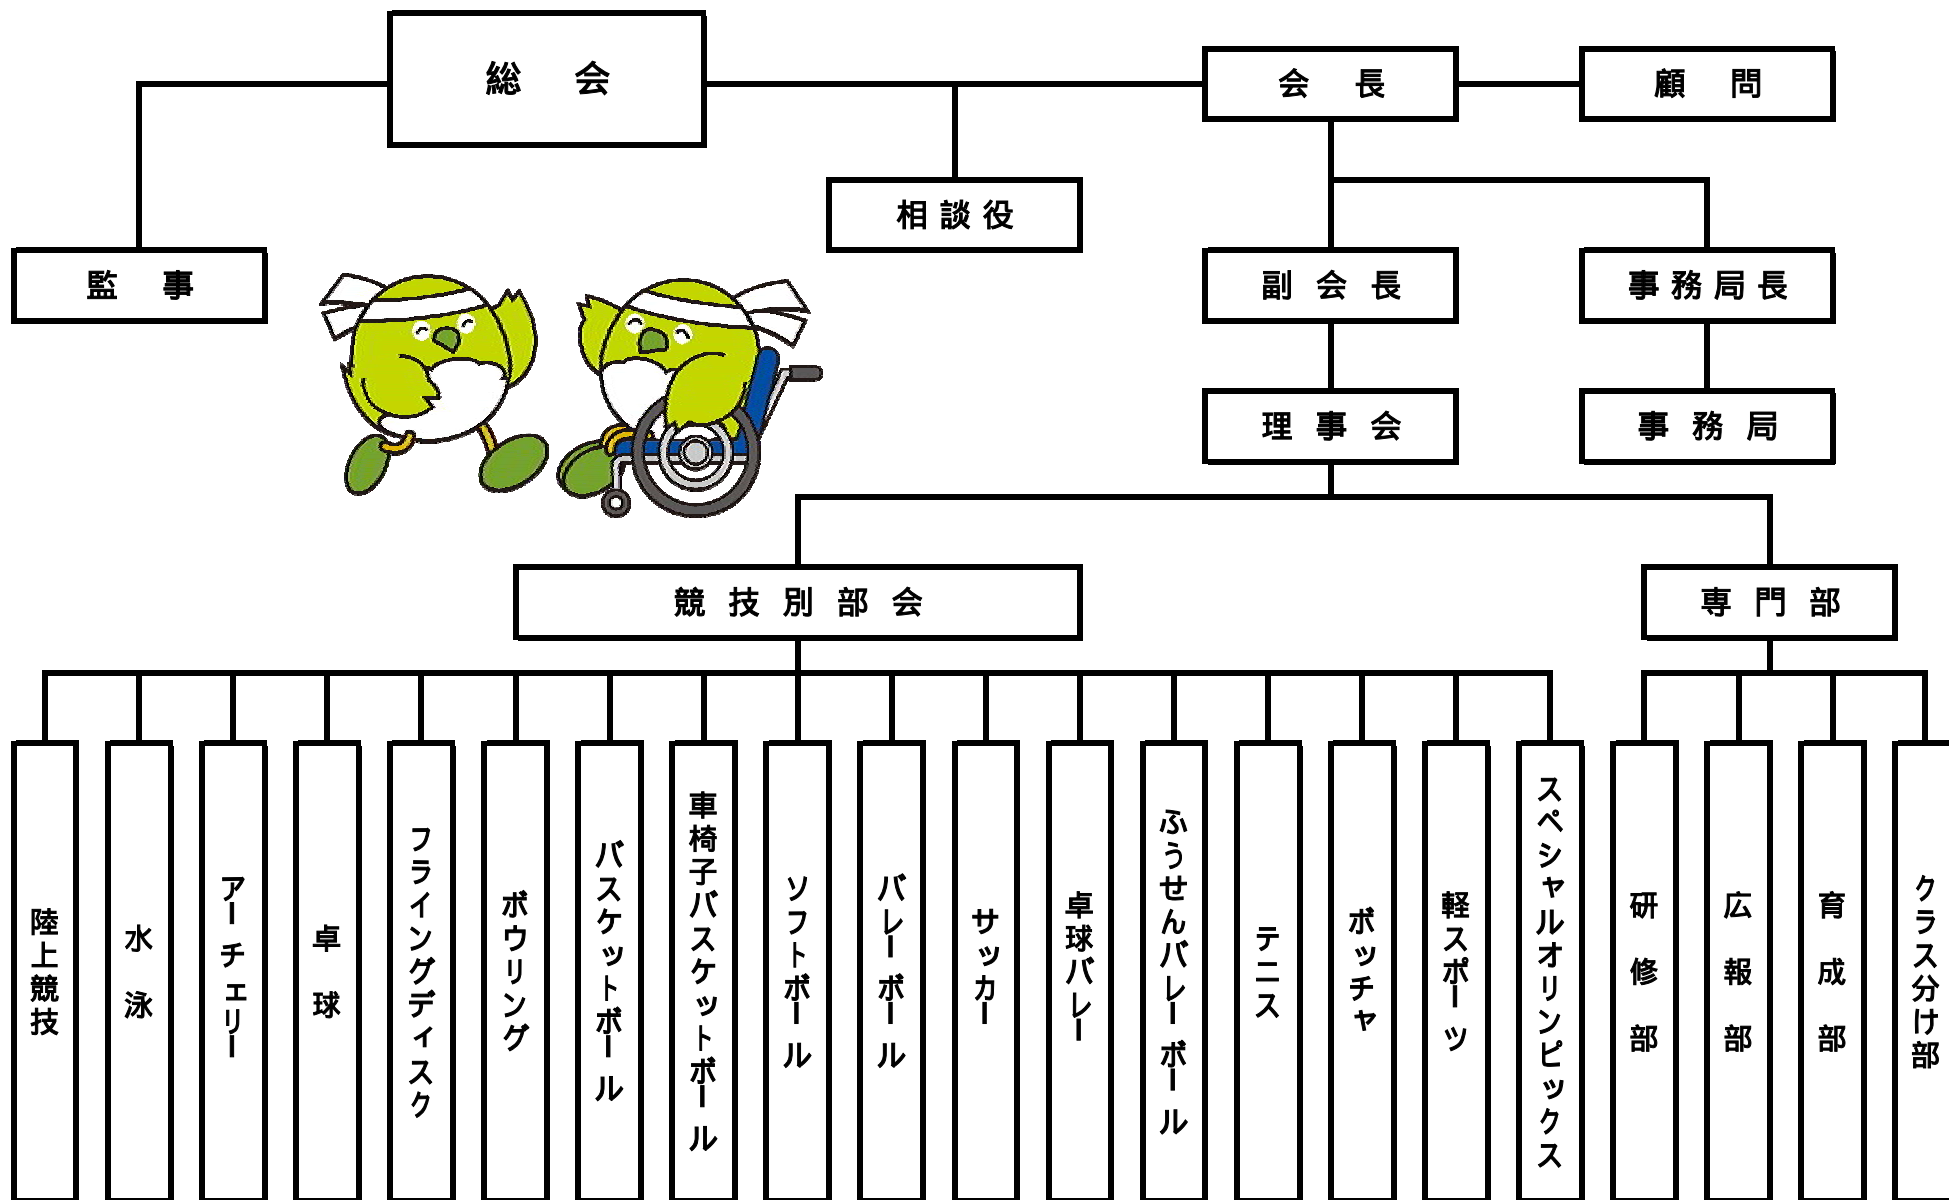 総会
会長
顧問
相談役
監事
副会長
事務局長
理事会
事務局
競技別部会
専門部
陸上競技
水泳
アーチェリー
卓球
フライングディスク
ボウリング
バスケットボール
車椅子バスケットボール
ソフトボール
バレーボール
サッカー
卓球バレー
ふうせんバレーボール
テニス
ボッチャ
軽スポーツ
スペシャルオリンピックス
研修部
広報部
育成部
クラス分け部